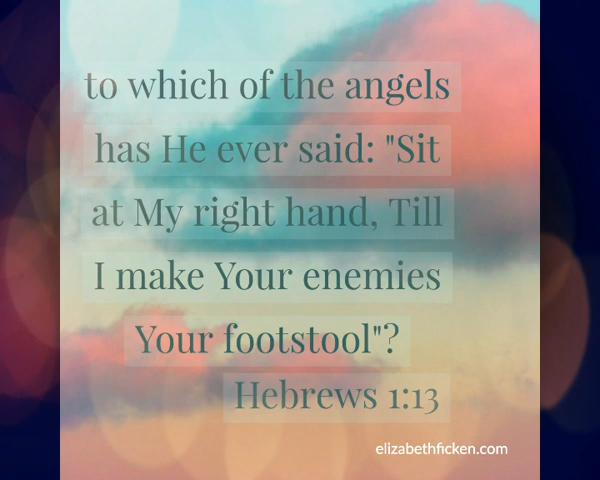 to which of the angels
has He ever said: "Sit
at My right hand, Till
I make Your enemies
Your footstool"?
Hebrews 1:13
elizabethficken.com